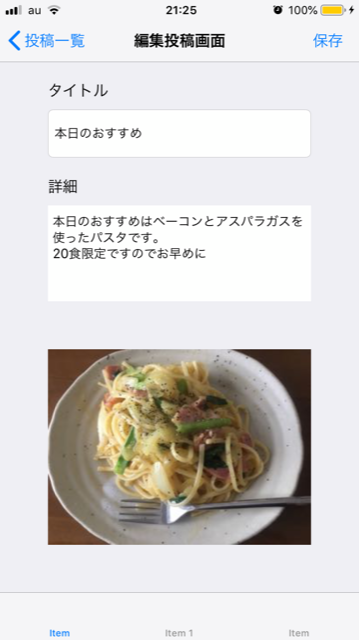 au 21:25 100%
投稿一覧 編集投稿画面 保存
タイトル
本日のおすすめ
詳細
本日のおすすめはベーコンとアスパラガスを
使ったパスタです。
20食限定ですのでお早めに
Item Item 1 Item